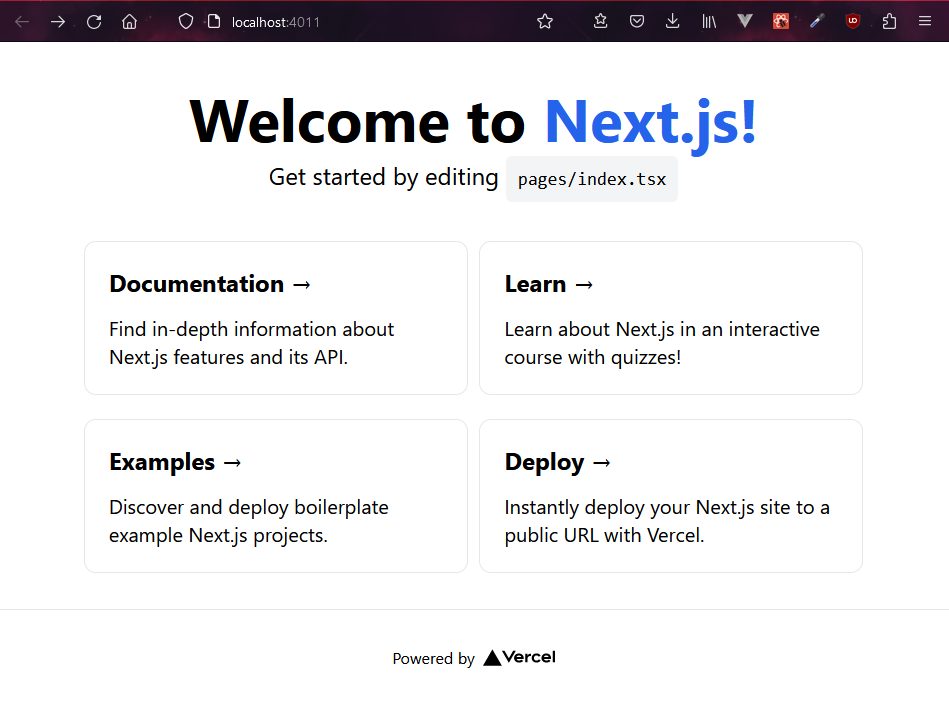 localhost:4011
Welcome to Next.js!
Get started by editing pages/index.tsx
Documentation →
Find in-depth information about
Next.js features and its API.
Learn →
Learn about Next.js in an interactive
course with quizzes!
Examples →
Discover and deploy boilerplate
example Next.js projects.
Deploy →
Instantly deploy your Next.js site to a
public URL with Vercel.
Powered by ▲Vercel